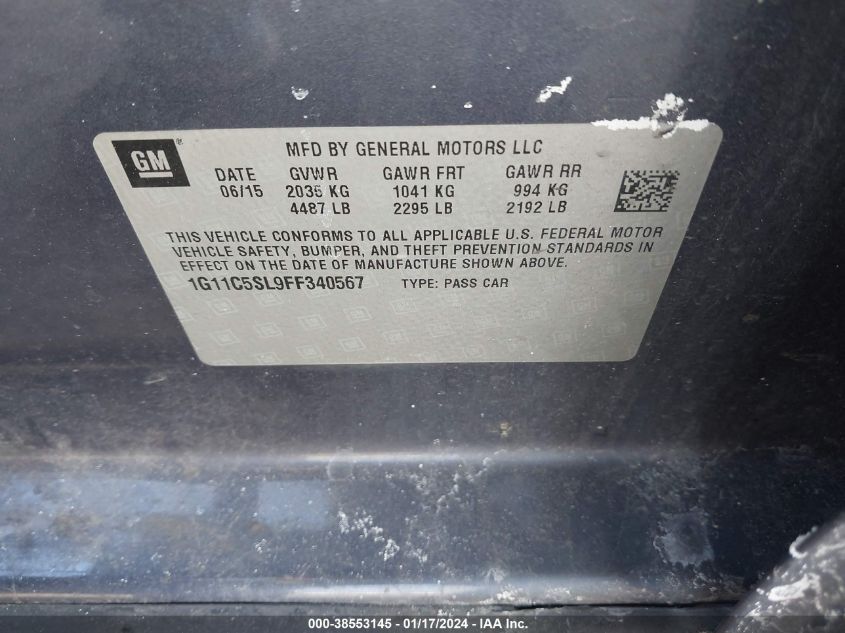 GM®
MFD BY GENERAL MOTORS LLC
DATE GVWR GAWR FRT GAWR RR
06/15 2035 KG 1041 KG 994 KG
4487 LB 2295 LB 2192 LB
THIS VEHICLE CONFORMS TO ALL APPLICABLE U.S. FEDERAL MOTOR
VEHICLE SAFETY, BUMPER, AND THEFT PREVENTION STANDARDS IN
EFFECT ON THE DATE OF MANUFACTURE SHOWN ABOVE.
1G11C5SL9FF340567 TYPE: PASS CAR
000-38553145 - 01/17/2024 - IAA Inc.